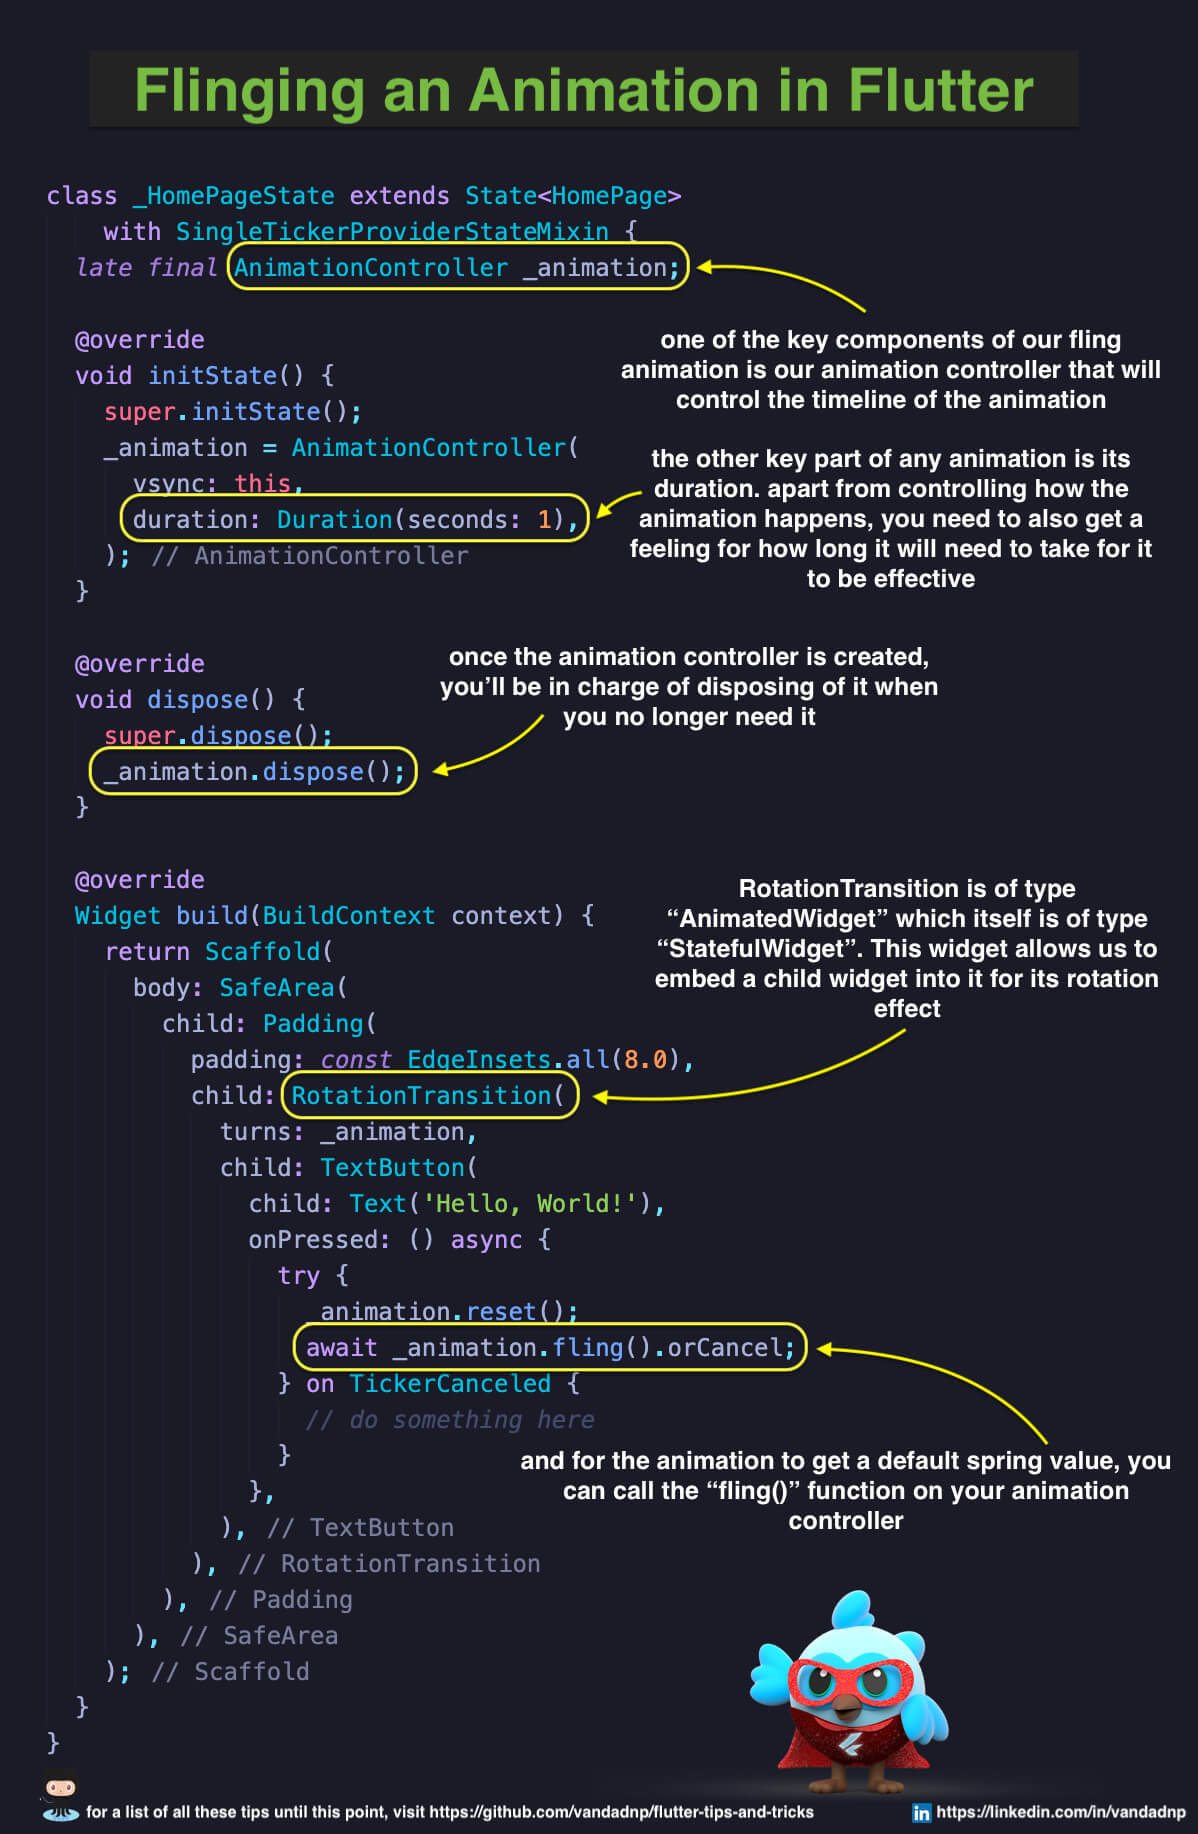 Flinging an Animation in Flutter
class _HomePageState extends State<HomePage>
with SingleTickerProviderStateMixin {
late final AnimationController _animation;
one of the key components of our fling
animation is our animation controller that will
control the timeline of the animation
@override
void initState() {
super.initState();
_animation = AnimationController(
vsync: this,
duration: Duration(seconds: 1),
); // AnimationController
}
the other key part of any animation is its
duration. apart from controlling how the
animation happens, you need to also get a
feeling for how long it will need to take for it
to be effective
@override
void dispose() {
super.dispose();
_animation.dispose();
}
once the animation controller is created,
you’ll be in charge of disposing of it when
you no longer need it
@override
Widget build(BuildContext context) {
return Scaffold(
body: SafeArea(
child: Padding(
padding: const EdgeInsets.all(8.0),
child: RotationTransition(
turns: _animation,
child: TextButton(
child: Text('Hello, World!'),
onPressed: () async {
try {
_animation.reset();
await _animation.fling().orCancel;
} on TickerCanceled {
// do something here
}
},
), // TextButton
), // RotationTransition
), // Padding
), // SafeArea
); // Scaffold
}
}
RotationTransition is of type
“AnimatedWidget” which itself is of type
“StatefulWidget”. This widget allows us to
embed a child widget into it for its rotation
effect
and for the animation to get a default spring value, you
can call the “fling()” function on your animation
controller
for a list of all these tips until this point, visit https://github.com/vandadnp/flutter-tips-and-tricks
in https://linkedin.com/in/vandadnp